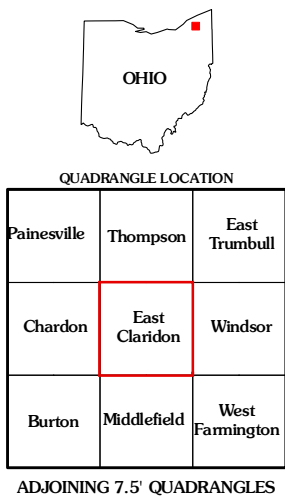 OHIO
QUADRANGLE LOCATION
Painesville
Thompson
East
Trumbull
Chardon
East
Claridon
Windsor
Burton
Middlefield
West
Farmington
ADJOINING 7.5' QUADRANGLES